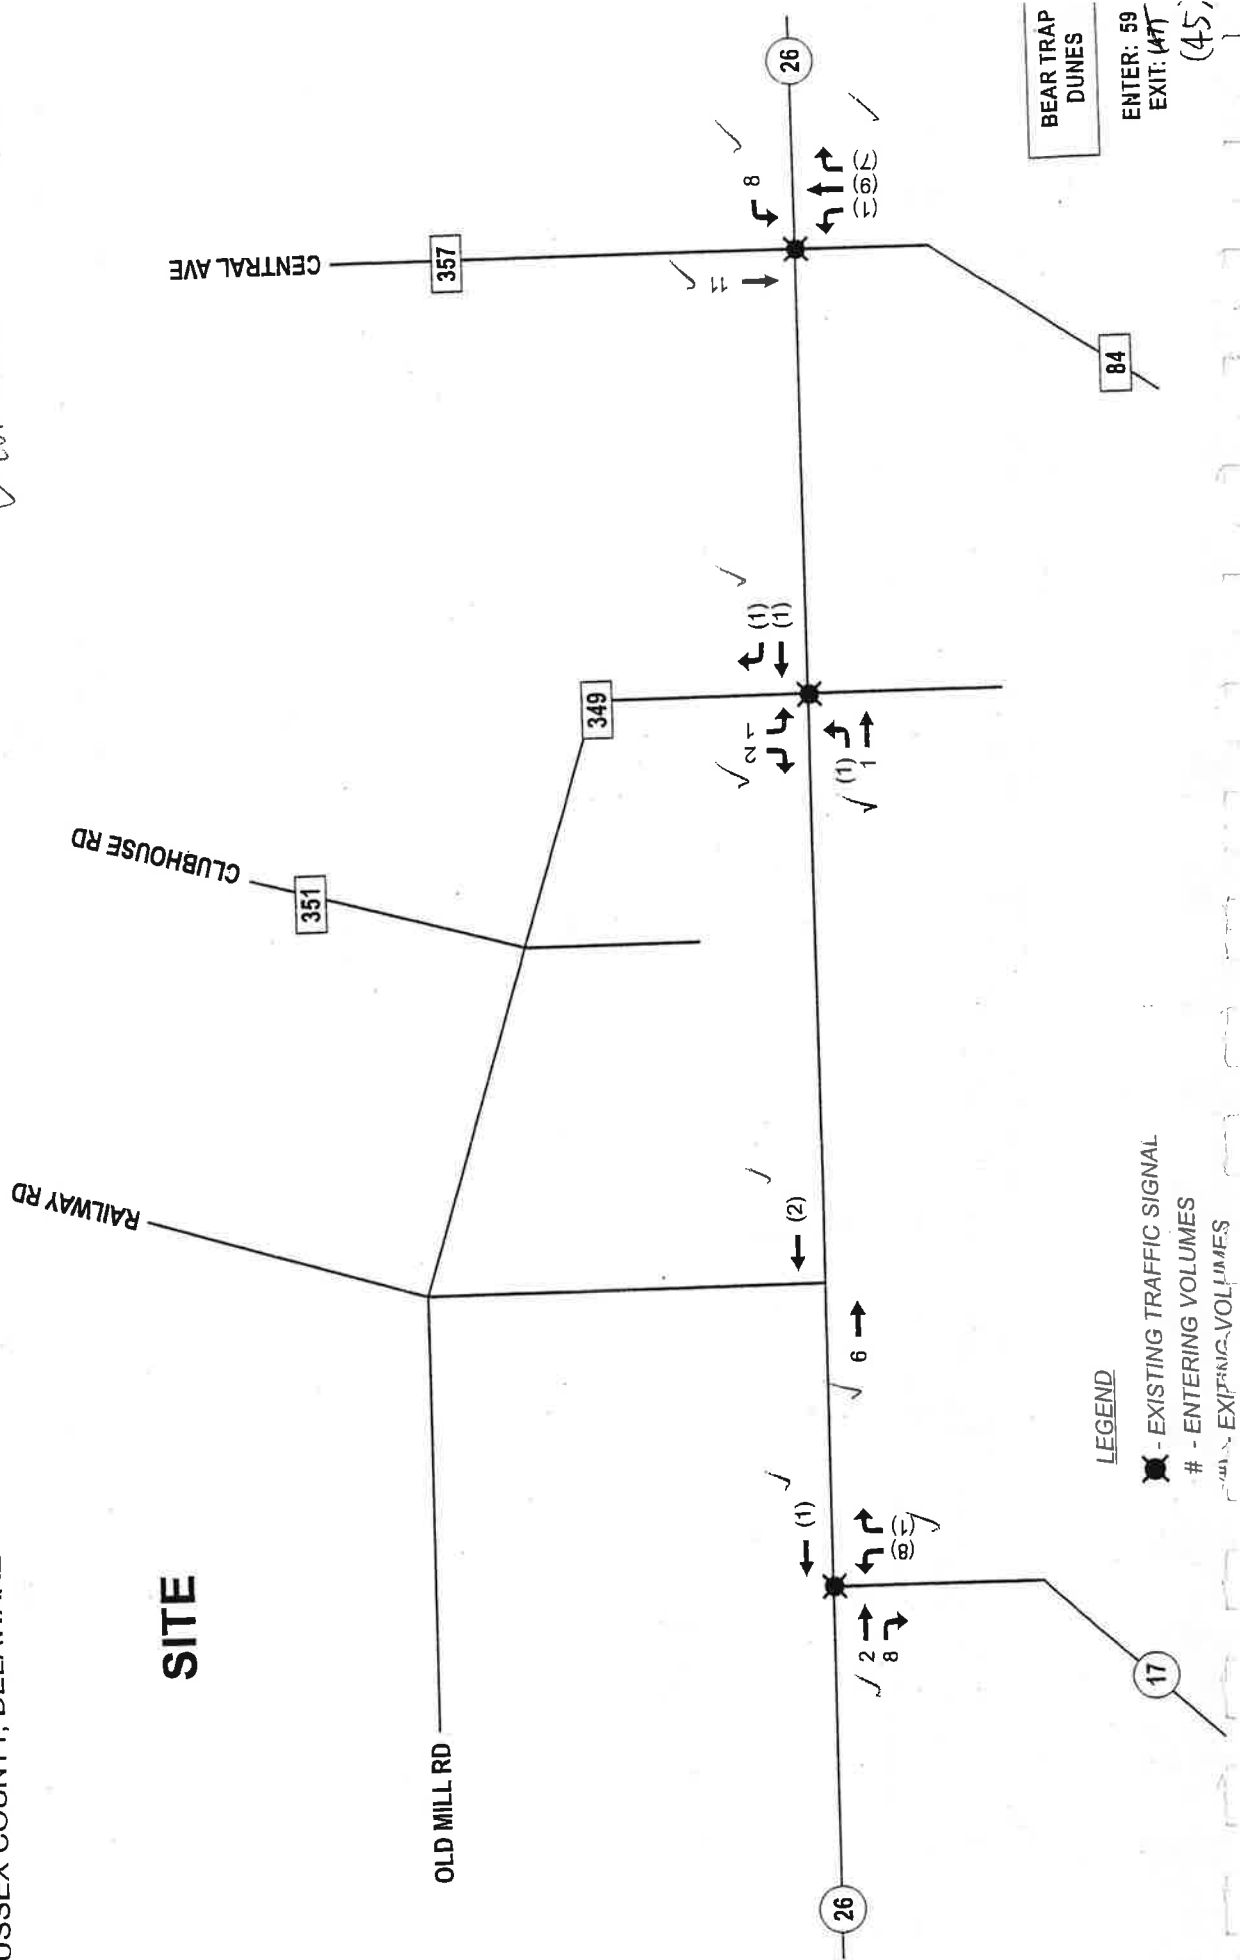 SUSSEX COUNTY, DELAWARE
SITE
RAILWAY RD
CLUBHOUSE RD
351
CENTRAL AVE
357
349
OLD MILL RD
26
(1)
2
8
(8)
(1)
17
6
(2)
2
1
(1)
1
(1)
(1)
11
8
(1)
(9)
(7)
26
84
BEAR TRAP
DUNES
ENTER: 59
EXIT: (47)
(45)
LEGEND
- EXISTING TRAFFIC SIGNAL
# - ENTERING VOLUMES
(#) - EXITING VOLUMES